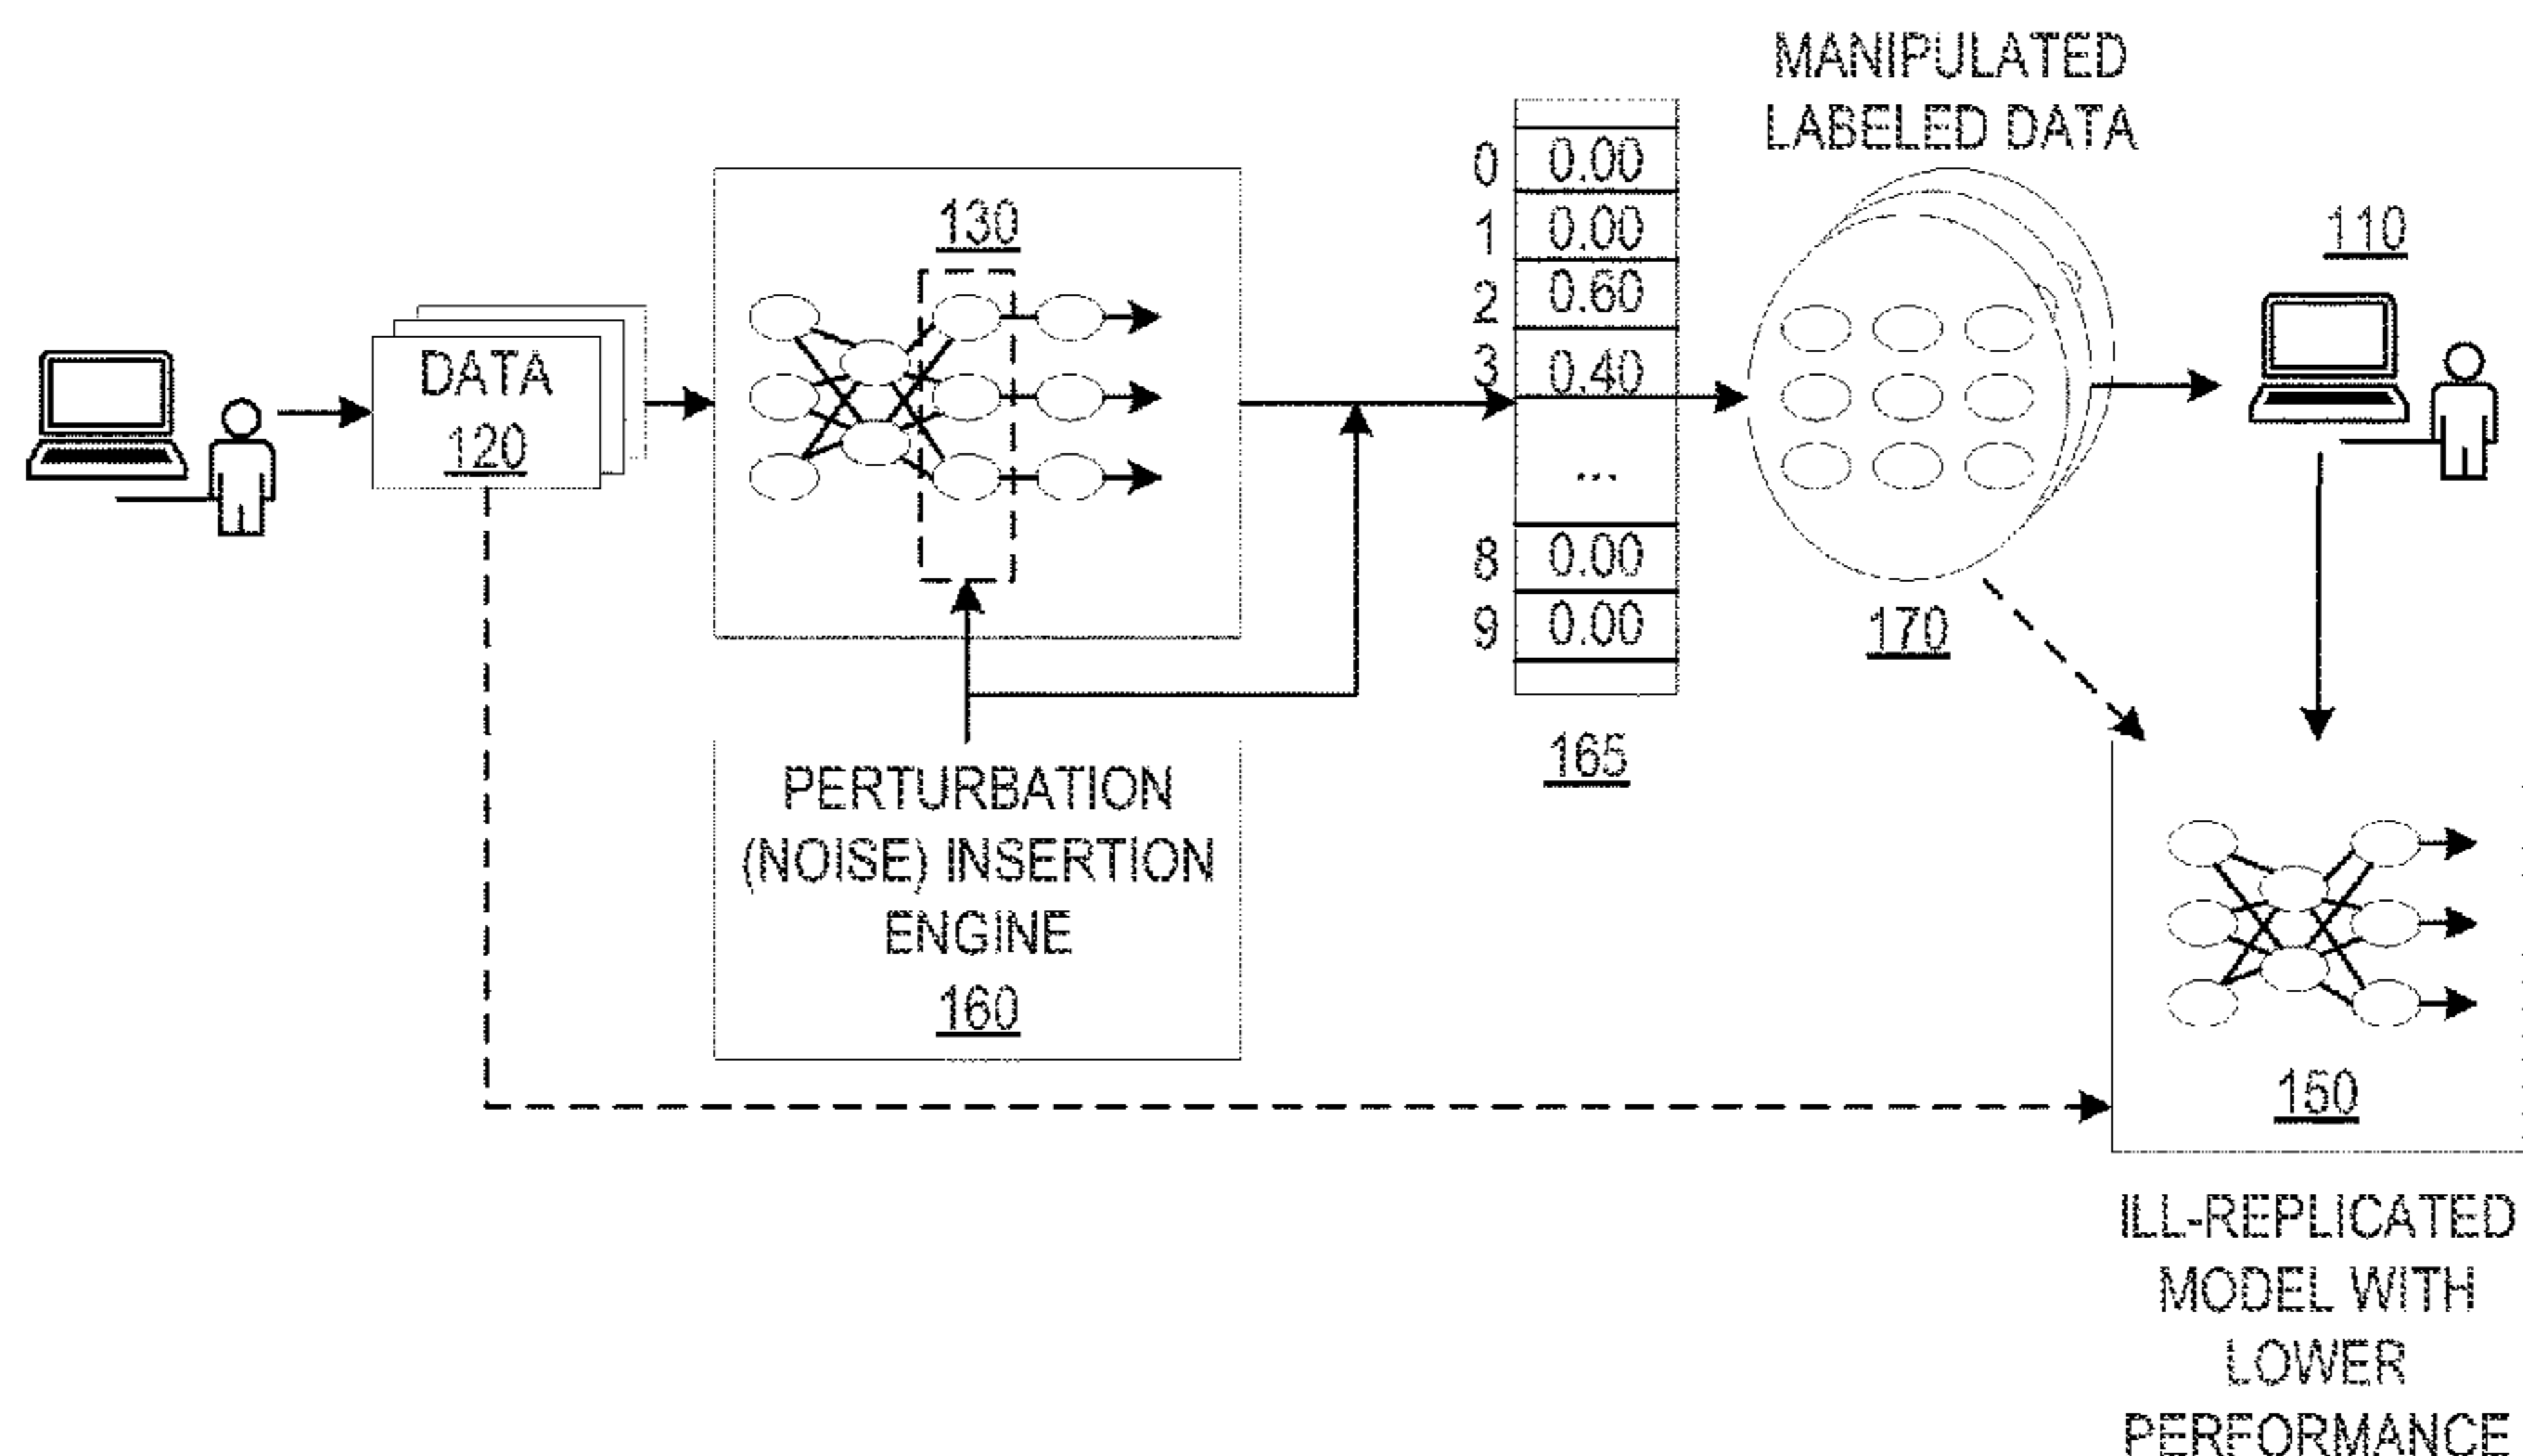 MANIPULATED
LABELED DATA
110
130
DATA
120
0 0.00
1 0.00
2 0.60
3 0.40
...
8 0.00
9 0.00
165
170
PERTURBATION
(NOISE) INSERTION
ENGINE
160
150
ILL-REPLICATED
MODEL WITH
LOWER
PERFORMANCE